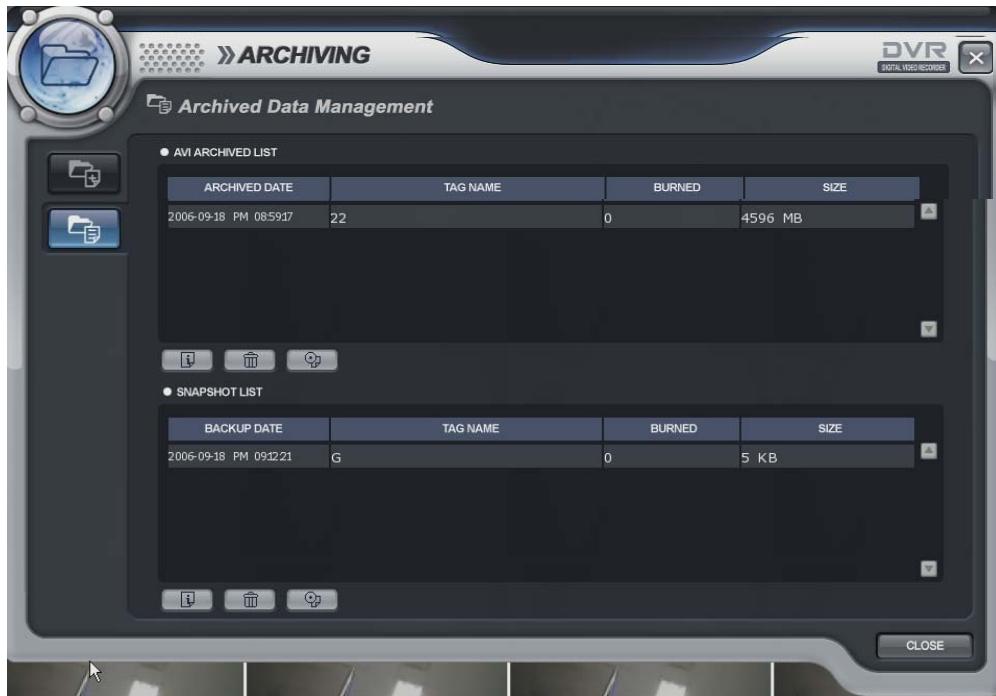 »ARCHIVING
DVR
DIGITAL VIDEO RECORDER
Archived Data Management
AVI ARCHIVED LIST
ARCHIVED DATE TAG NAME BURNED SIZE
2006-09-18 PM 08:59:17 22 0 4596 MB
SNAPSHOT LIST
BACKUP DATE TAG NAME BURNED SIZE
2006-09-18 PM 09:12:21 G 0 5 KB
CLOSE